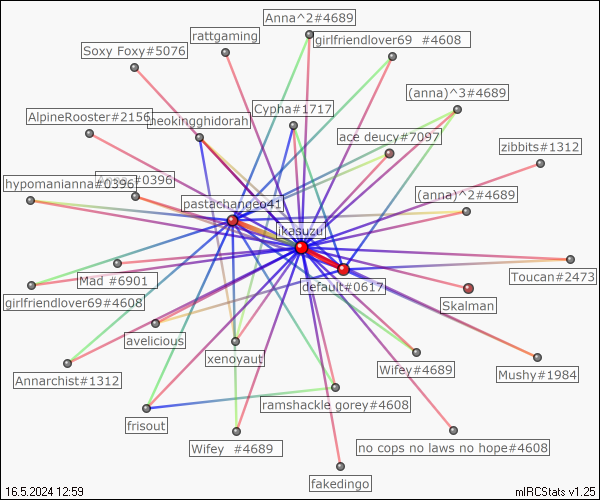 Anna^2#4689
rattgaming
girlfriendlover69 #4608
Soxy Foxy#5076
(anna)^3#4689
Cypha#1717
AlpineRooster#2156
neokingghidorah
ace deucy#7097
zibbits#1312
hypomanianna#0396
#0396
(anna)^2#4689
pastachangeo41
jkasuzu
Toucan#2473
Mad #6901
default#0617
girlfriendlover69#4608
Skalman
avelicious
xenoyaut
Wifey#4689
Mushy#1984
Annarchist#1312
ramshackle gorey#4608
frisout
Wifey #4689
no cops no laws no hope#4608
fakedingo
16.5.2024 12:59
mIRCStats v1.25